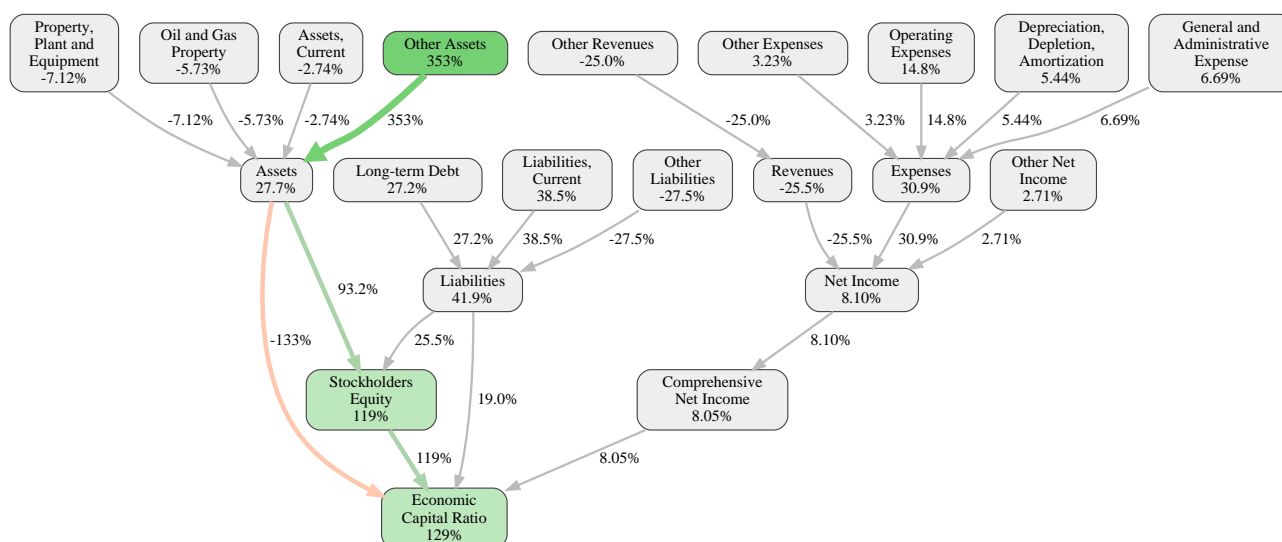 Property,
Plant and
Equipment
-7.12%
Oil and Gas
Property
-5.73%
Assets,
Current
-2.74%
Other Assets
353%
Other Revenues
-25.0%
Other Expenses
3.23%
Operating
Expenses
14.8%
Depreciation,
Depletion,
Amortization
5.44%
General and
Administrative
Expense
6.69%
-7.12%
-5.73%
-2.74%
353%
-25.0%
3.23%
14.8%
5.44%
6.69%
Assets
27.7%
Long-term Debt
27.2%
Liabilities,
Current
38.5%
Other
Liabilities
-27.5%
Revenues
-25.5%
Expenses
30.9%
Other Net
Income
2.71%
27.2%
38.5%
-27.5%
-25.5%
30.9%
2.71%
Liabilities
41.9%
Net Income
8.10%
93.2%
-133%
25.5%
19.0%
8.10%
Stockholders
Equity
119%
Comprehensive
Net Income
8.05%
119%
8.05%
Economic
Capital Ratio
129%